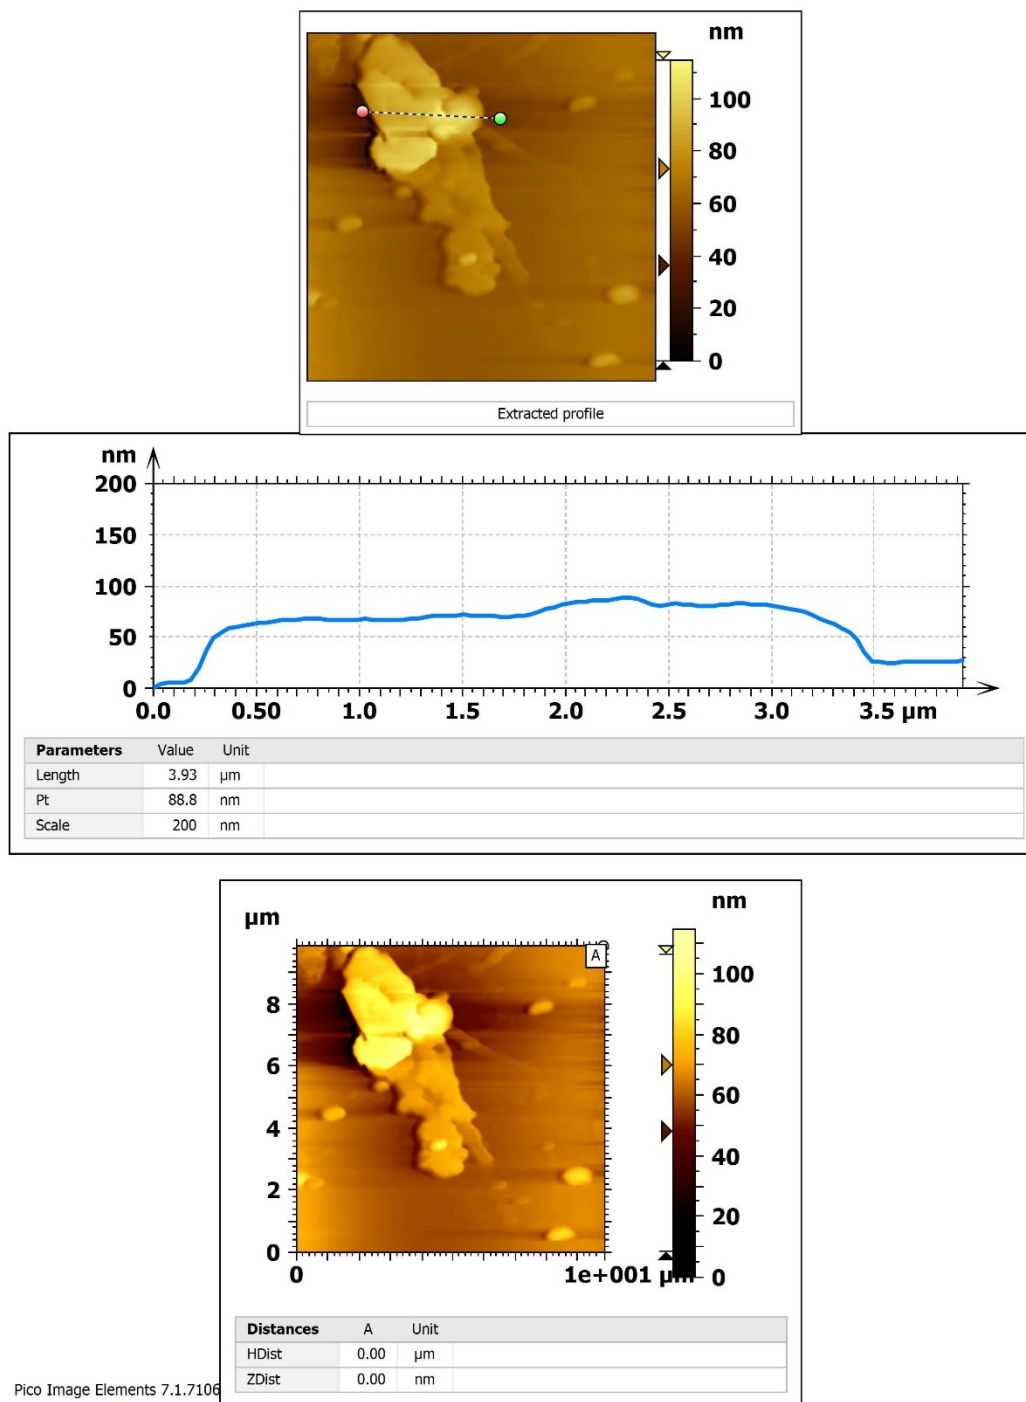 nm
100
80
60
40
20
0
Extracted profile
nm
200
150
100
50
0
0.0 0.50 1.0 1.5 2.0 2.5 3.0 3.5 µm
Parameters Value Unit
Length 3.93 µm
Pt 88.8 nm
Scale 200 nm
nm
µm
A
100
80
60
40
20
0
8
6
4
2
0
0 1e+001 µm
Distances A Unit
HDist 0.00 µm
ZDist 0.00 nm
Pico Image Elements 7.1.7106